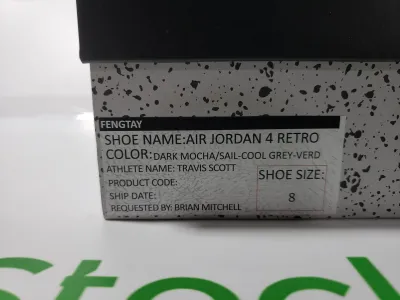 FENGTAY
SHOE NAME:AIR JORDAN 4 RETRO
COLOR:DARK MOCHA/SAIL-COOL GREY-VERD
ATHLETE NAME: TRAVIS SCOTT
PRODUCT CODE:
SHIP DATE:
REQUESTED BY: BRIAN MITCHELL
SHOE SIZE:
8